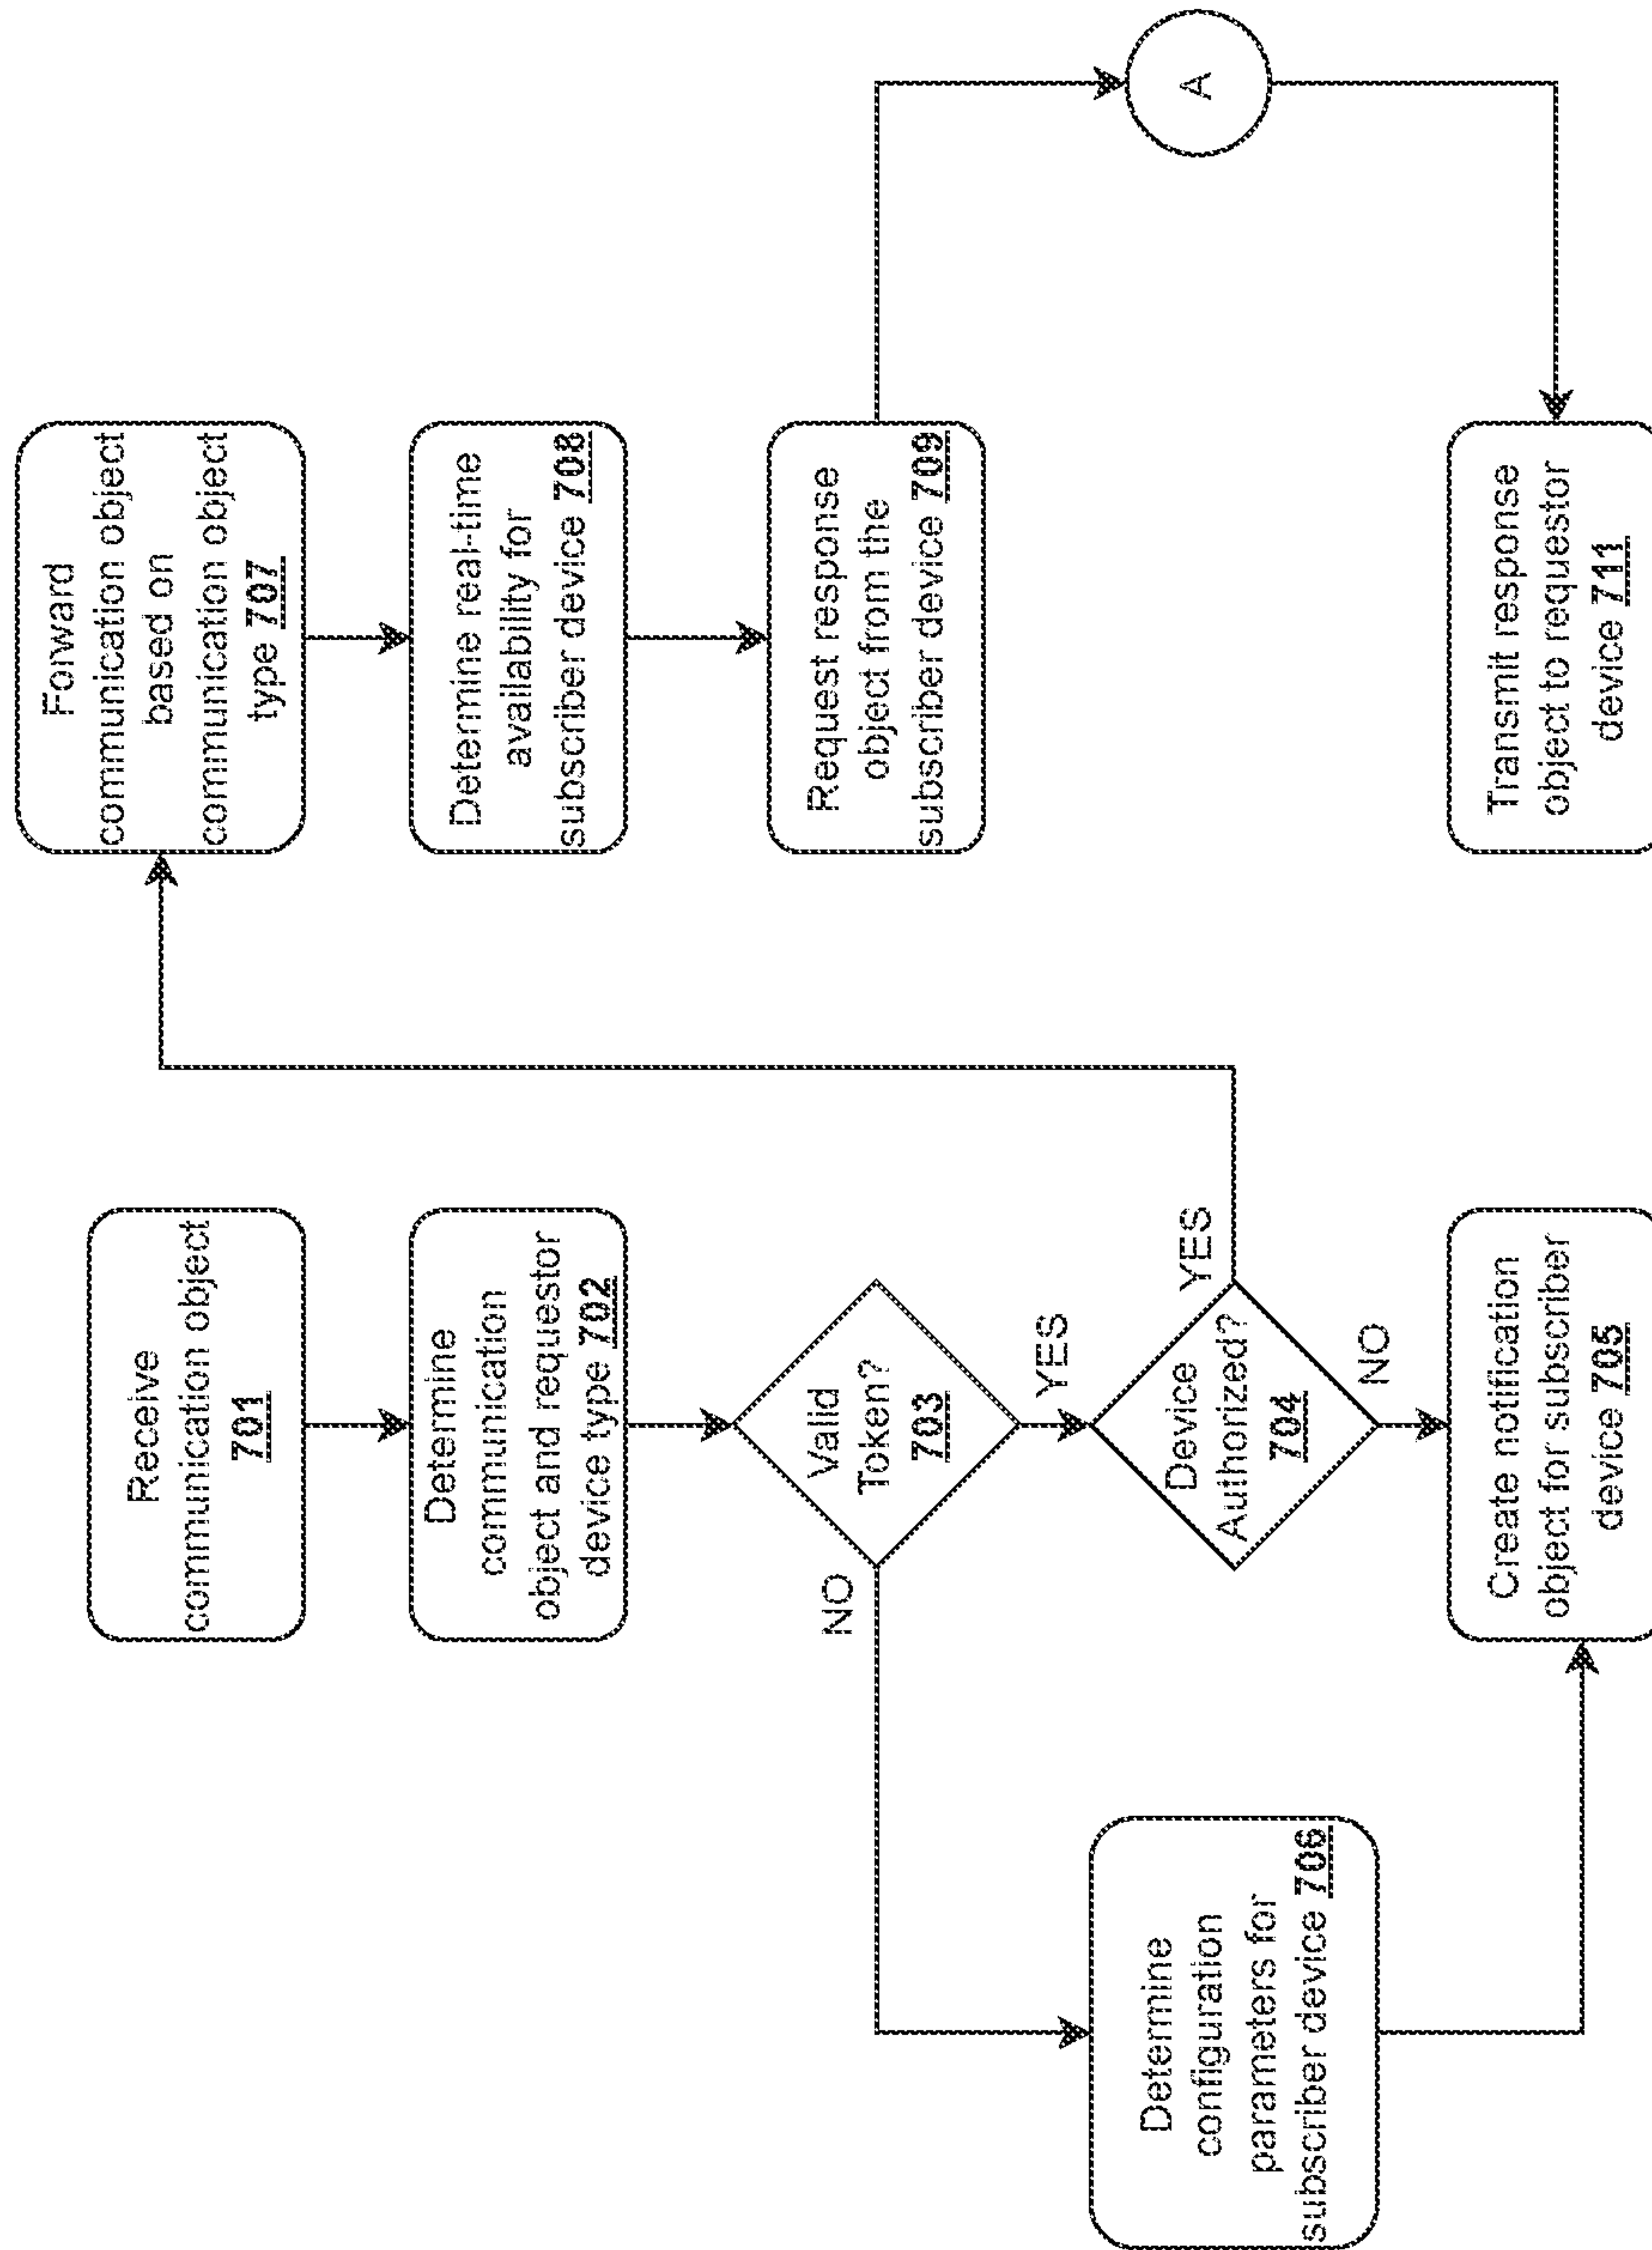 Receive
communication object
701
Determine
communication
object and requestor
device type 702
Valid
Token?
703
NO
YES
Device
Authorized?
704
YES
NO
Create notification
object for subscriber
device 705
Determine
configuration
parameters for
subscriber device 706
Forward
communication object
based on
communication object
type 707
Determine real-time
availability for
subscriber device 708
Request response
object from the
subscriber device 709
A
Transmit response
object to requestor
device 711